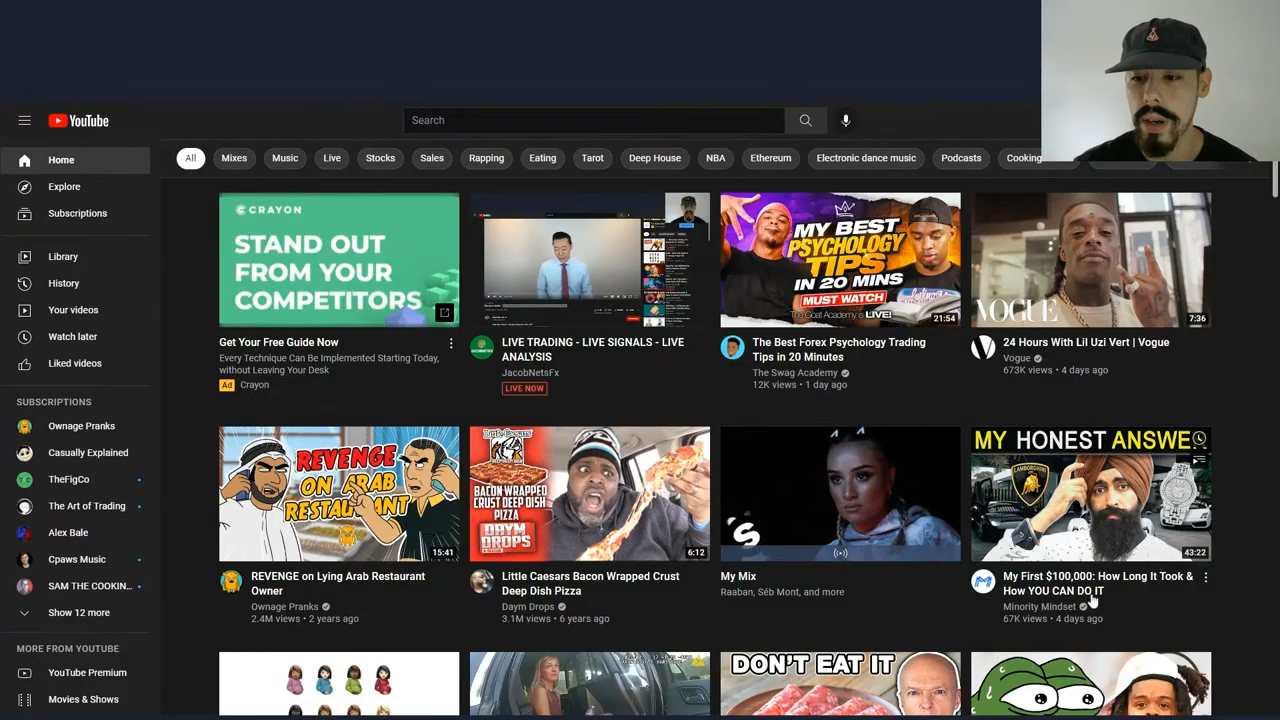 YouTube
Search
All
Mixes
Music
Live
Stocks
Sales
Rapping
Eating
Tarot
Deep House
NBA
Ethereum
Electronic dance music
Podcasts
Cooking
Home
Explore
Subscriptions
Library
History
Your videos
Watch later
Liked videos
SUBSCRIPTIONS
Ownage Pranks
Casually Explained
TheFigCo
The Art of Trading
Alex Bale
Cpaws Music
SAM THE COOKIN...
Show 12 more
MORE FROM YOUTUBE
YouTube Premium
Movies & Shows
CRAYON
STAND OUT
FROM YOUR
COMPETITORS
Get Your Free Guide Now
Every Technique Can Be Implemented Starting Today,
without Leaving Your Desk
Ad Crayon
LIVE TRADING - LIVE SIGNALS - LIVE
ANALYSIS
JacobNetsFx
LIVE NOW
MY BEST
PSYCHOLOGY
TIPS
IN 20 MINS
MUST WATCH
The Goat Academy is LIVE!
21:54
The Best Forex Psychology Trading
Tips in 20 Minutes
The Swag Academy
12K views • 1 day ago
VOGUE
7:36
24 Hours With Lil Uzi Vert | Vogue
Vogue
673K views • 4 days ago
REVENGE
ON ARAB
RESTAURANT
15:41
REVENGE on Lying Arab Restaurant
Owner
Ownage Pranks
2.4M views • 2 years ago
Little Caesars
BACON WRAPPED
CRUST DEEP DISH
PIZZA
DAYM
DROPS
6:12
Little Caesars Bacon Wrapped Crust
Deep Dish Pizza
Daym Drops
3.1M views • 6 years ago
My Mix
Raaban, Séb Mont, and more
MY HONEST ANSWE
LAMBORGHINI
43:22
My First $100,000: How Long It Took &
How YOU CAN DO IT
Minority Mindset
67K views • 4 days ago
DON'T EAT IT